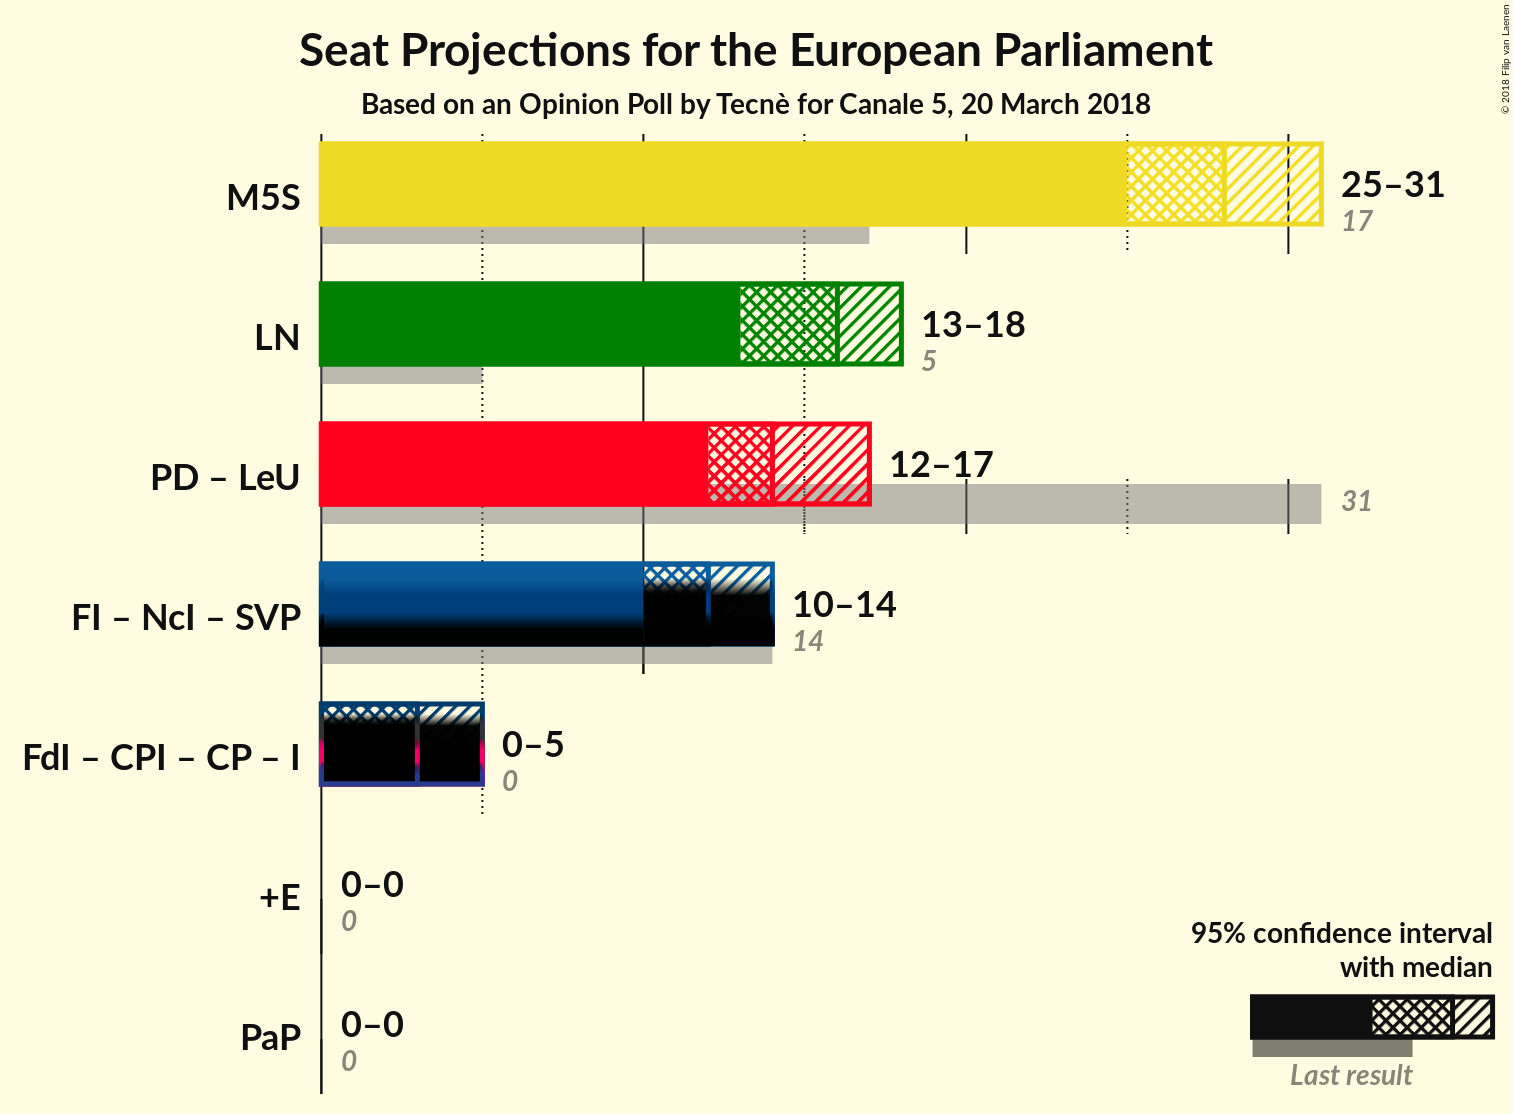 Seat Projections for the European Parliament
Based on an Opinion Poll by Tecnè for Canale 5, 20 March 2018
© 2018 Filip van Laenen
M5S
25–31
17
LN
13–18
5
PD – LeU
12–17
31
FI – NcI – SVP
10–14
14
FdI – CPI – CP – I
0–5
0
+E
0–0
0
PaP
0–0
0
95% confidence interval
with median
Last result